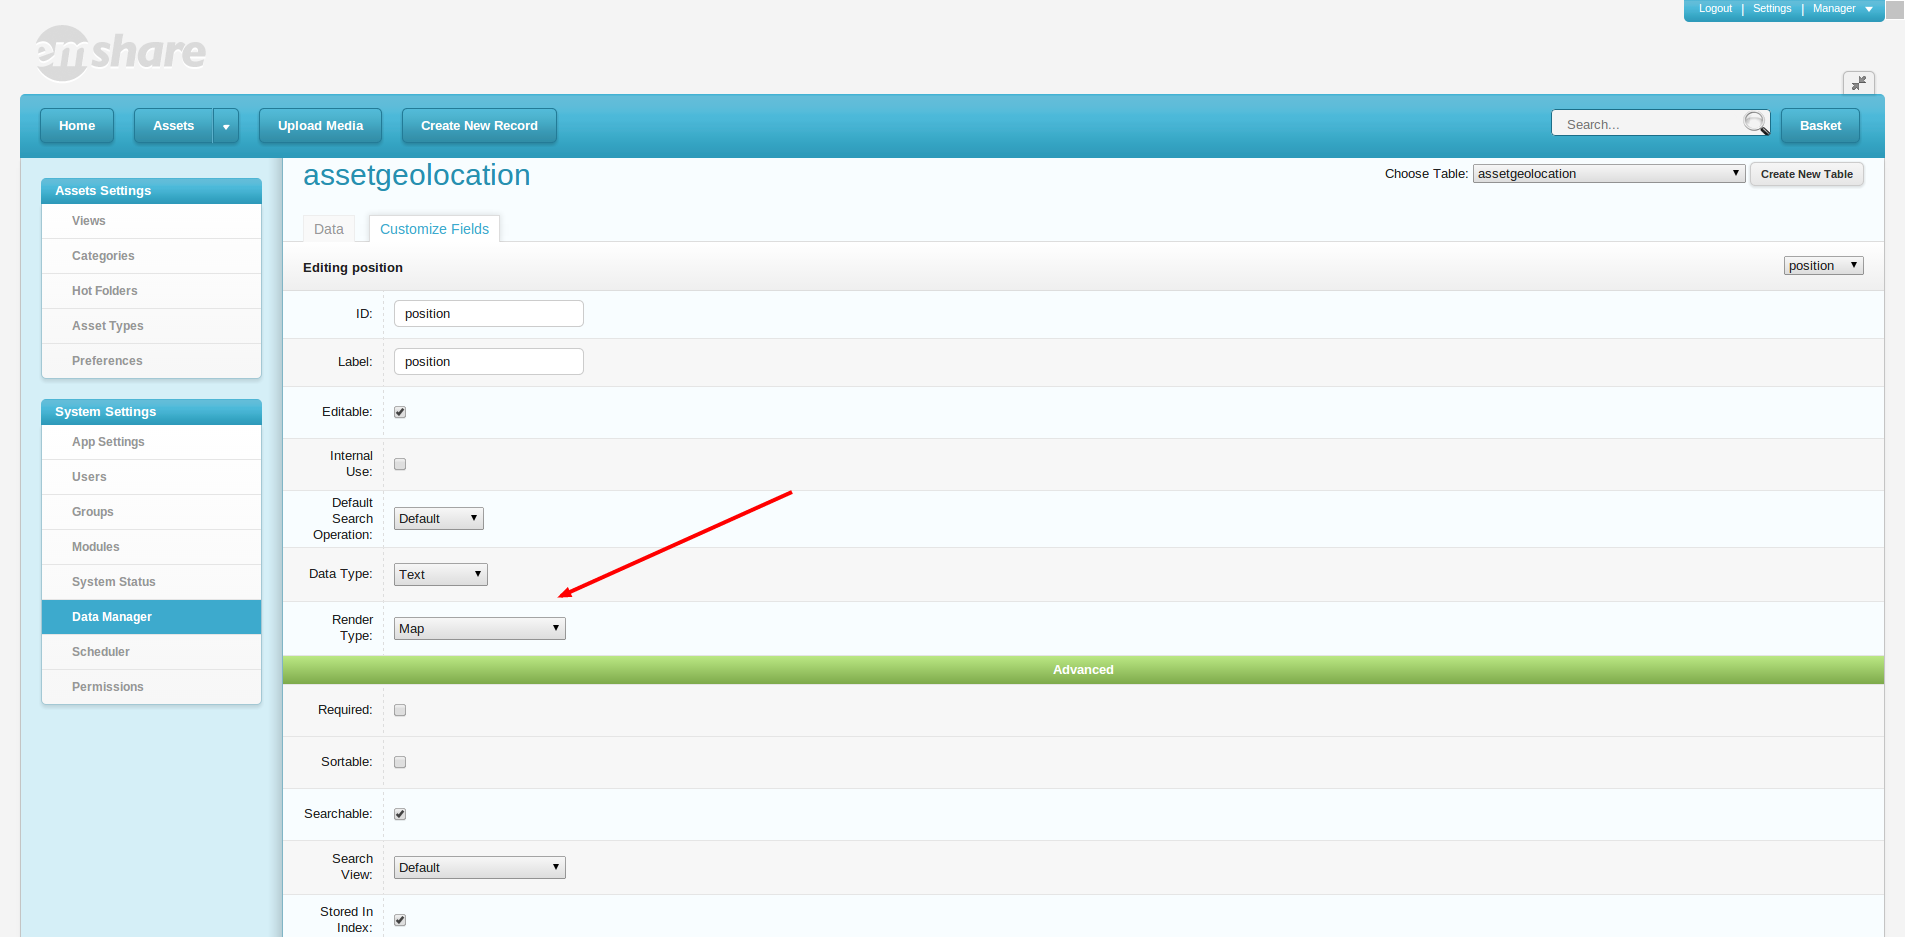 Logout | Settings | Manager
emshare
Home Assets Upload Media Create New Record Search... Basket
assetgeolocation
Choose Table: assetgeolocation Create New Table
Data Customize Fields
Editing position position
Assets Settings
Views
Categories
Hot Folders
Asset Types
Preferences
System Settings
App Settings
Users
Groups
Modules
System Status
Data Manager
Scheduler
Permissions
ID: position
Label: position
Editable:
Internal
Use:
Default
Search
Operation:
Default
Data Type: Text
Render
Type:
Map
Advanced
Required:
Sortable:
Searchable:
Search
View:
Default
Stored In
Index: